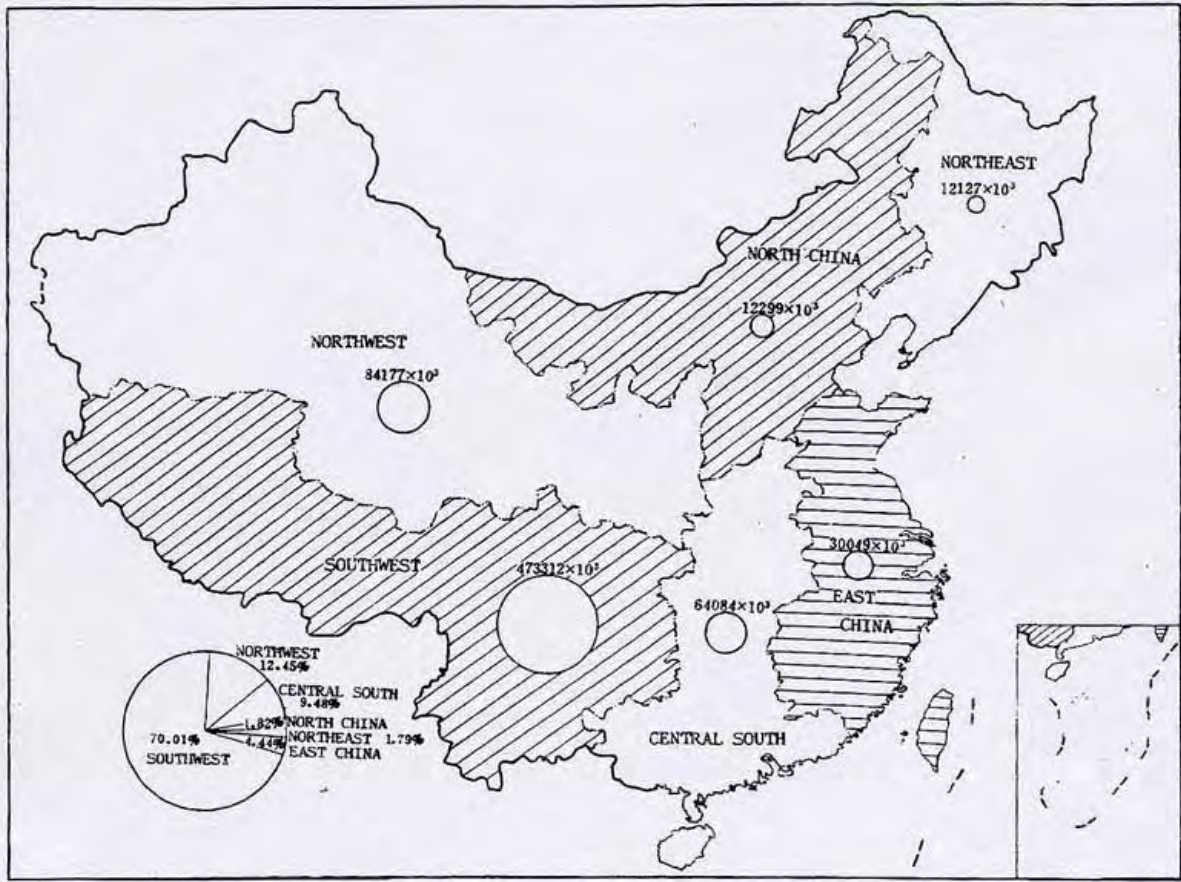 NORTHEAST
12127×10³
NORTH CHINA
12299×10³
NORTHWEST
84177×10³
SOUTHWEST
473312×10³
30049×10³
EAST
CHINA
64084×10³
CENTRAL SOUTH
NORTHWEST
12.45%
CENTRAL SOUTH
9.48%
1.82% NORTH CHINA
NORTHEAST 1.79%
4.44% EAST CHINA
70.01%
SOUTHWEST